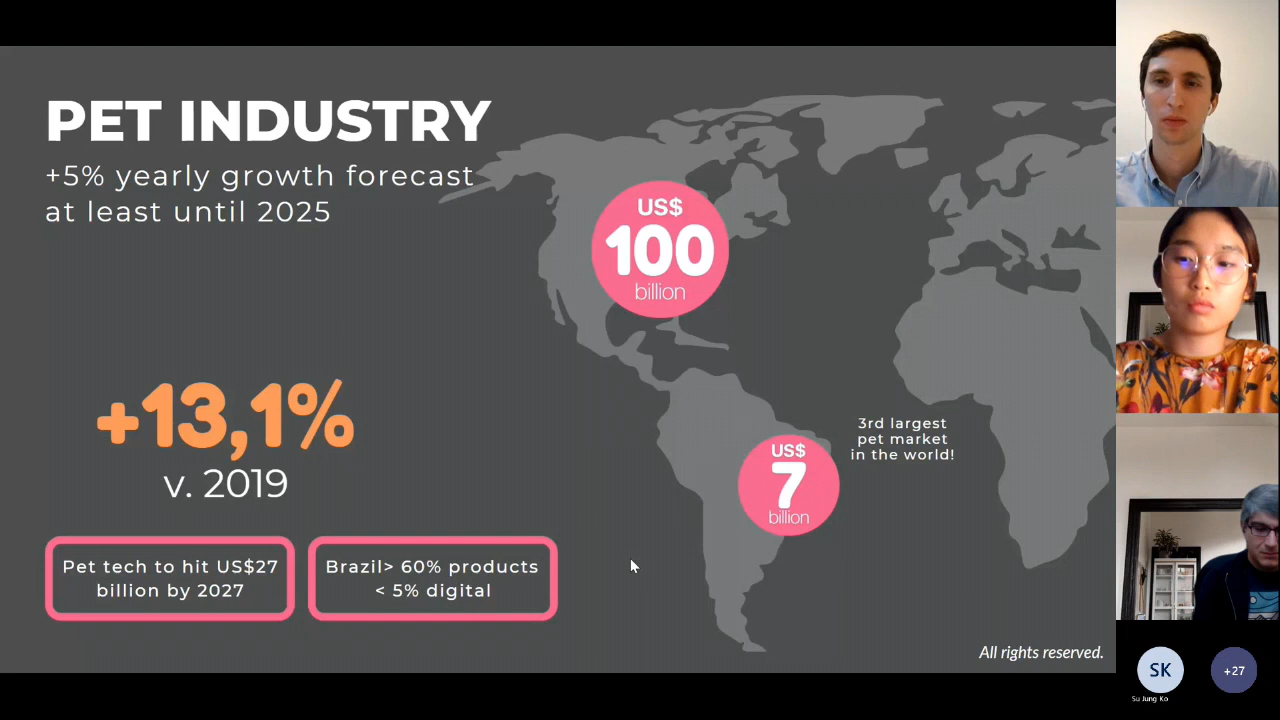 PET INDUSTRY
+5% yearly growth forecast
at least until 2025
US$
100
billion
+13,1%
v. 2019
3rd largest
pet market
in the world!
US$
7
billion
Pet tech to hit US$27
billion by 2027
Brazil> 60% products
< 5% digital
All rights reserved.
SK
Su Jung Ko
+27